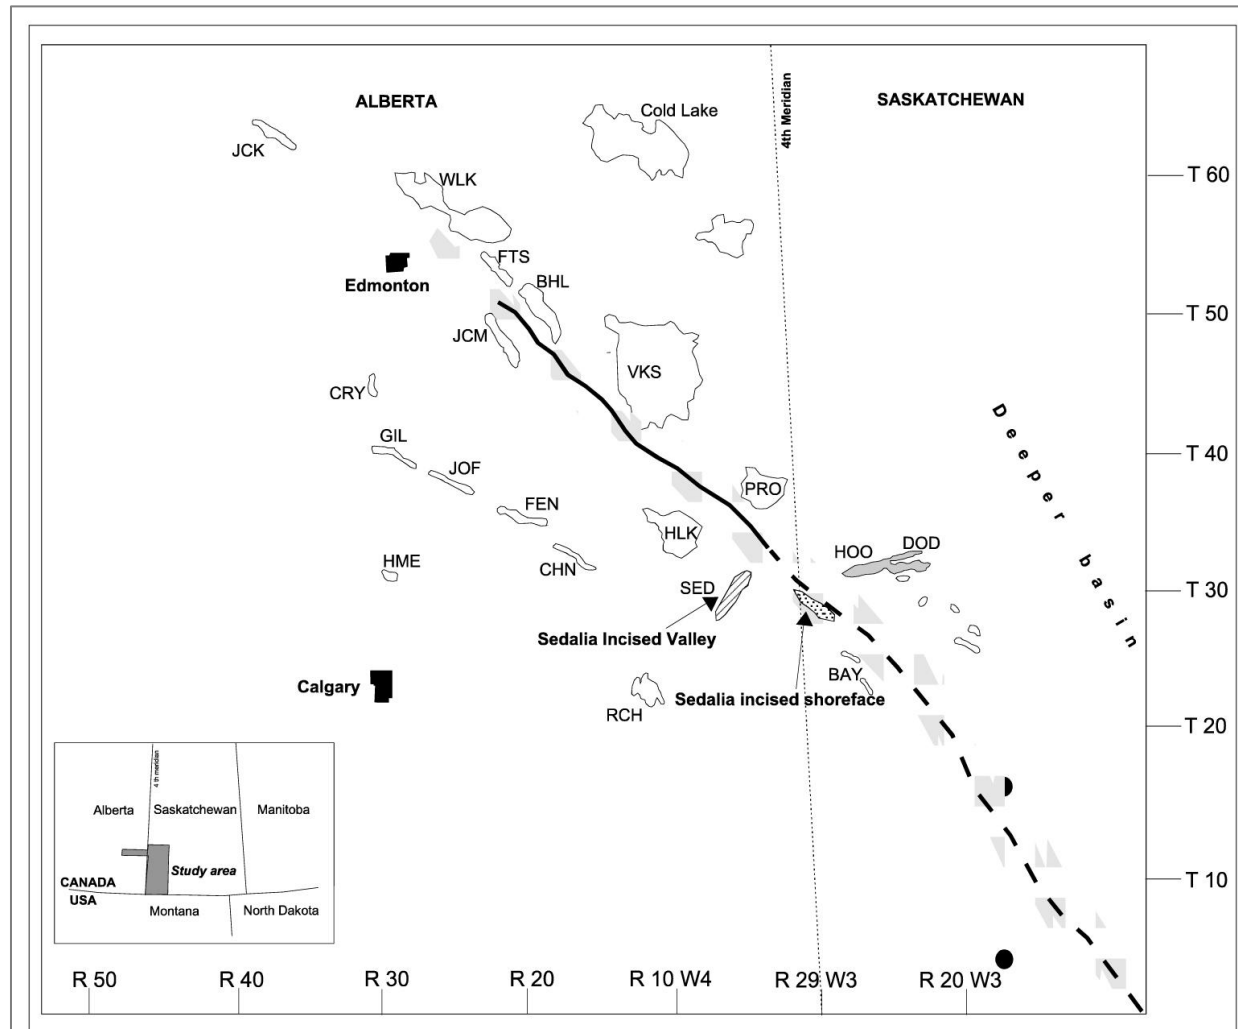 ALBERTA
SASKATCHEWAN
4th Meridian
Cold Lake
JCK
WLK
T 60
FTS
Edmonton
BHL
T 50
JCM
VKS
CRY
Deeper basin
GIL
T 40
JOF
PRO
FEN
HLK
HOO
DOD
HME
CHN
SED
T 30
Sedalia Incised Valley
BAY
Calgary
Sedalia incised shoreface
RCH
T 20
4 th meridian
Alberta
Saskatchewan
Manitoba
Study area
CANADA
USA
Montana
North Dakota
T 10
R 50
R 40
R 30
R 20
R 10 W4
R 29 W3
R 20 W3